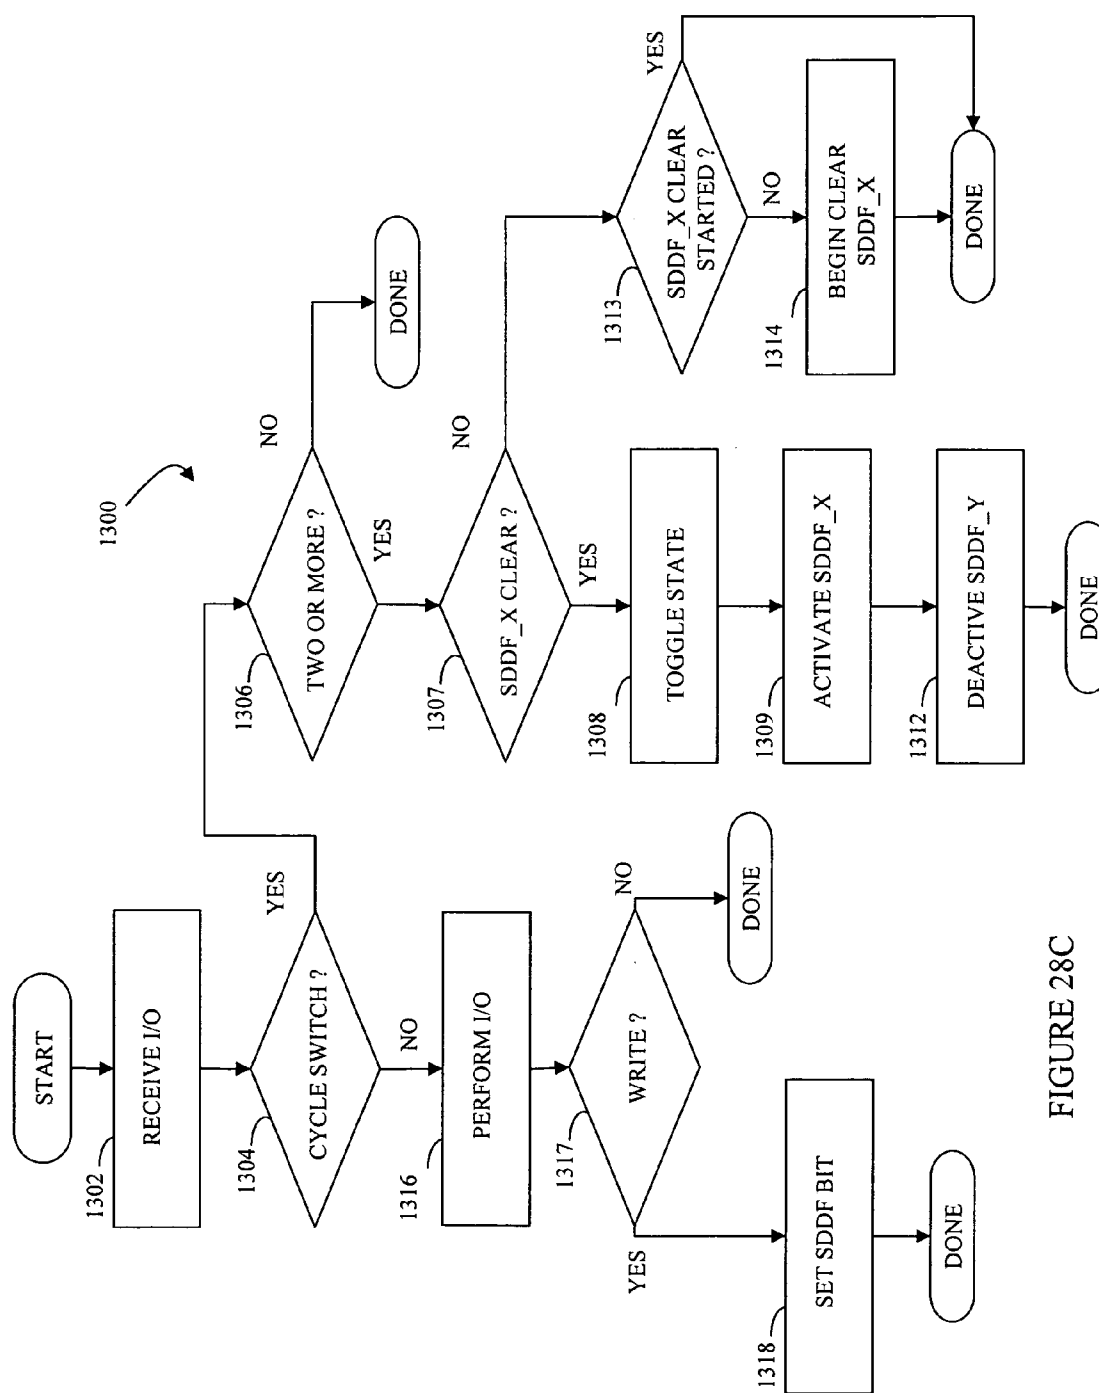 1300
START
1302
RECEIVE I/O
1304
CYCLE SWITCH ?
YES
NO
1316
PERFORM I/O
1317
WRITE ?
NO
DONE
YES
1318
SET SDDF BIT
DONE
1306
TWO OR MORE ?
NO
DONE
YES
1307
SDDF_X CLEAR ?
NO
YES
1308
TOGGLE STATE
1309
ACTIVATE SDDF_X
1312
DEACTIVE SDDF_Y
DONE
1313
SDDF_X CLEAR
STARTED ?
YES
NO
1314
BEGIN CLEAR
SDDF_X
DONE
FIGURE 28C